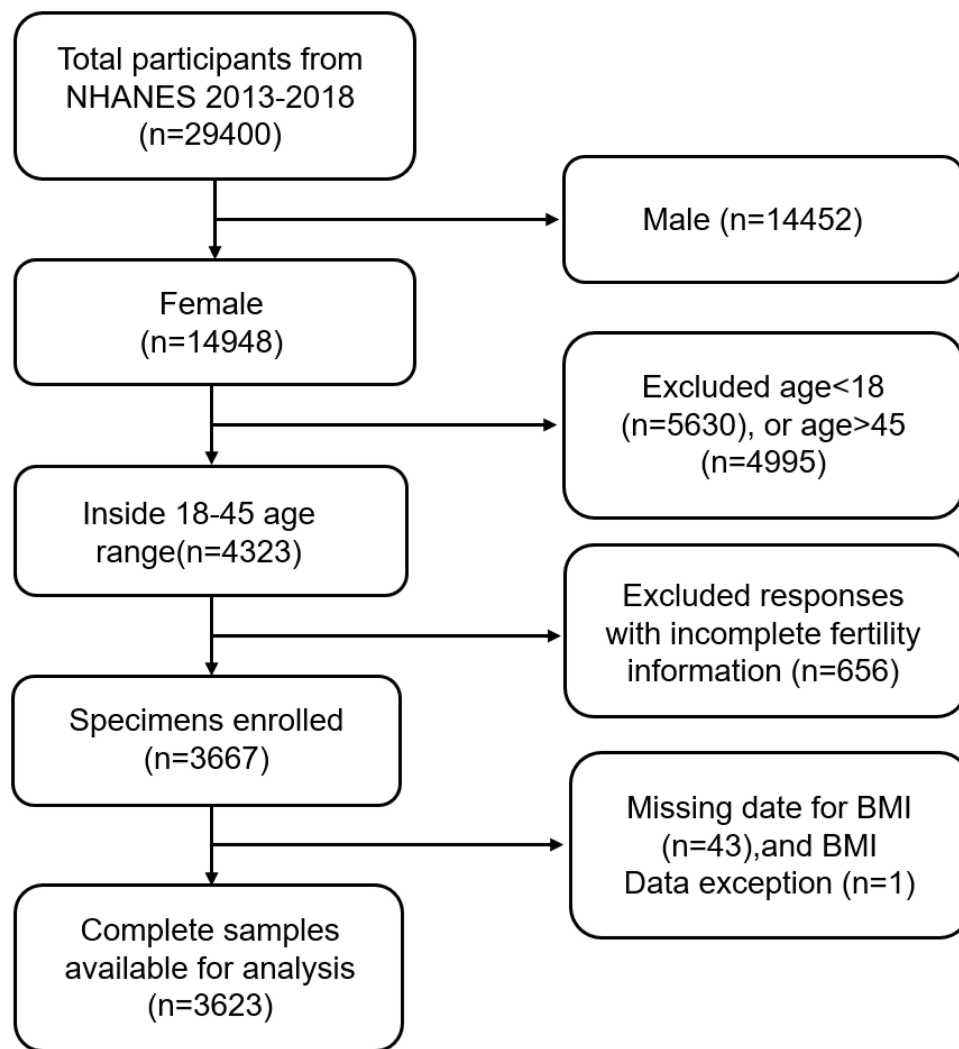 Total participants from
NHANES 2013-2018
(n=29400)
Male (n=14452)
Female
(n=14948)
Excluded age<18
(n=5630), or age>45
(n=4995)
Inside 18-45 age
range(n=4323)
Excluded responses
with incomplete fertility
information (n=656)
Specimens enrolled
(n=3667)
Missing date for BMI
(n=43),and BMI
Data exception (n=1)
Complete samples
available for analysis
(n=3623)